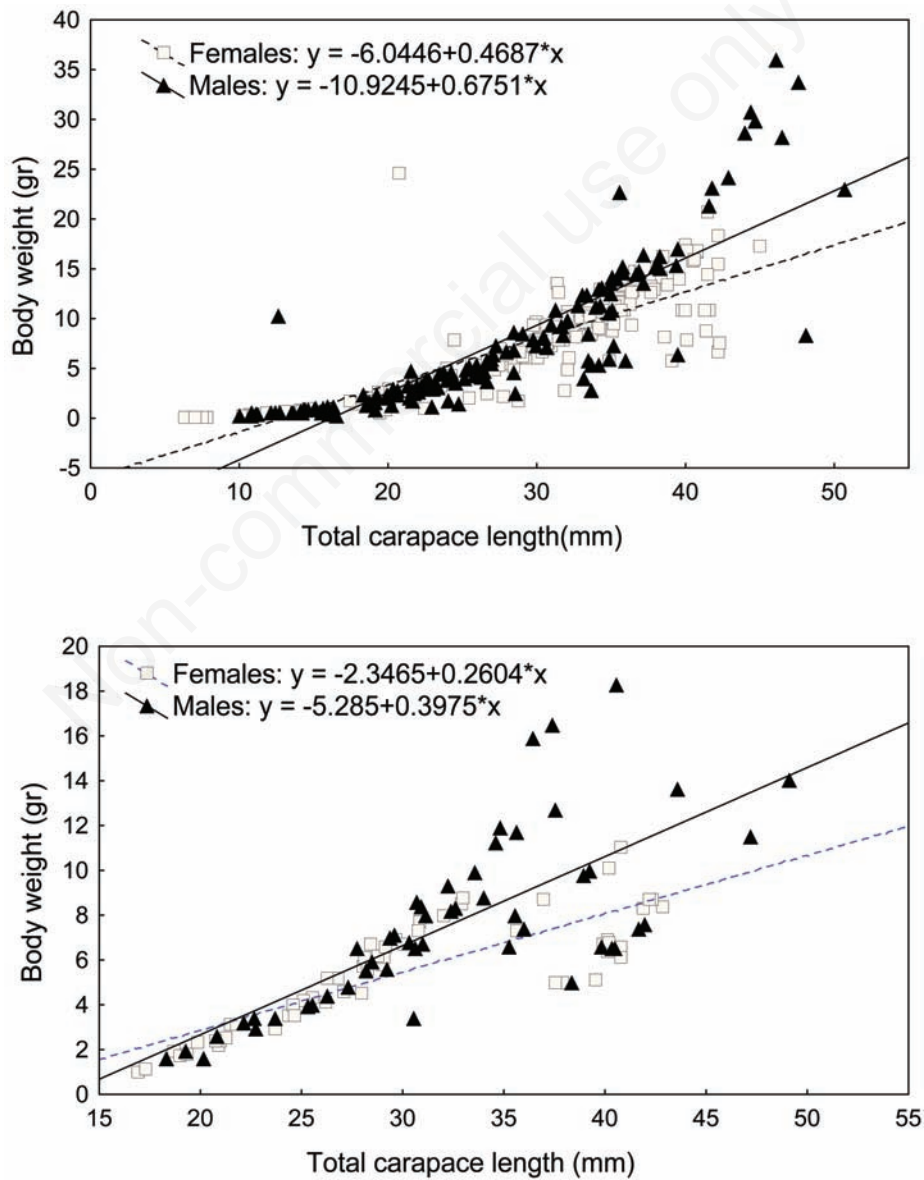 40
35
30
25
20
15
10
5
0
-5
Body weight (gr)
Females: y = -6.0446+0.4687*x
Males: y = -10.9245+0.6751*x
0 10 20 30 40 50
Total carapace length(mm)
20
18
16
14
12
10
8
6
4
2
0
Body weight (gr)
Females: y = -2.3465+0.2604*x
Males: y = -5.285+0.3975*x
15 20 25 30 35 40 45 50 55
Total carapace length (mm)
Non-commercial use only